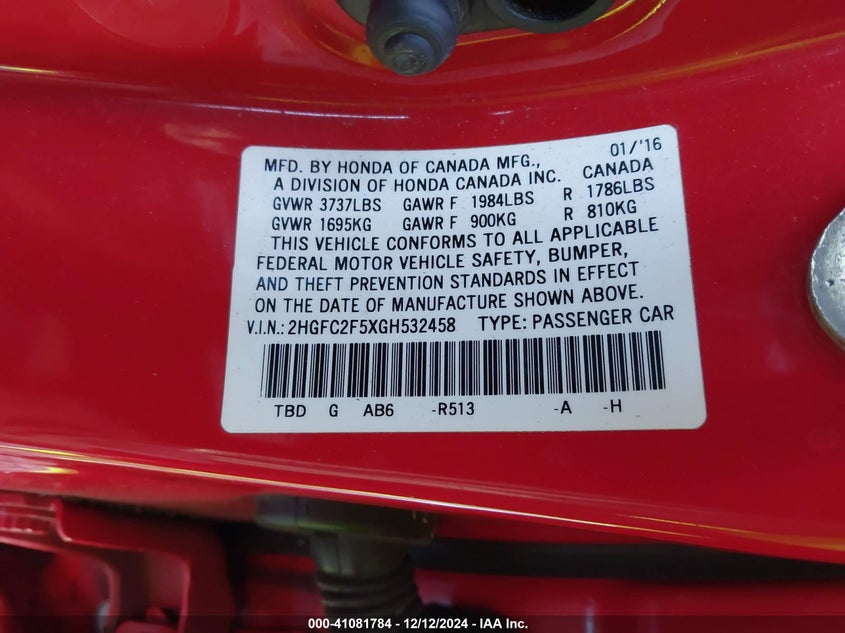 01/'16
MFD. BY HONDA OF CANADA MFG., CANADA
A DIVISION OF HONDA CANADA INC.
GVWR 3737LBS GAWR F 1984LBS R 1786LBS
GVWR 1695KG GAWR F 900KG R 810KG
THIS VEHICLE CONFORMS TO ALL APPLICABLE
FEDERAL MOTOR VEHICLE SAFETY, BUMPER,
AND THEFT PREVENTION STANDARDS IN EFFECT
ON THE DATE OF MANUFACTURE SHOWN ABOVE.
V.I.N.: 2HGFC2F5XGH532458 TYPE: PASSENGER CAR
TBD G AB6 -R513 -A -H
000-41081784 - 12/12/2024 - IAA Inc.